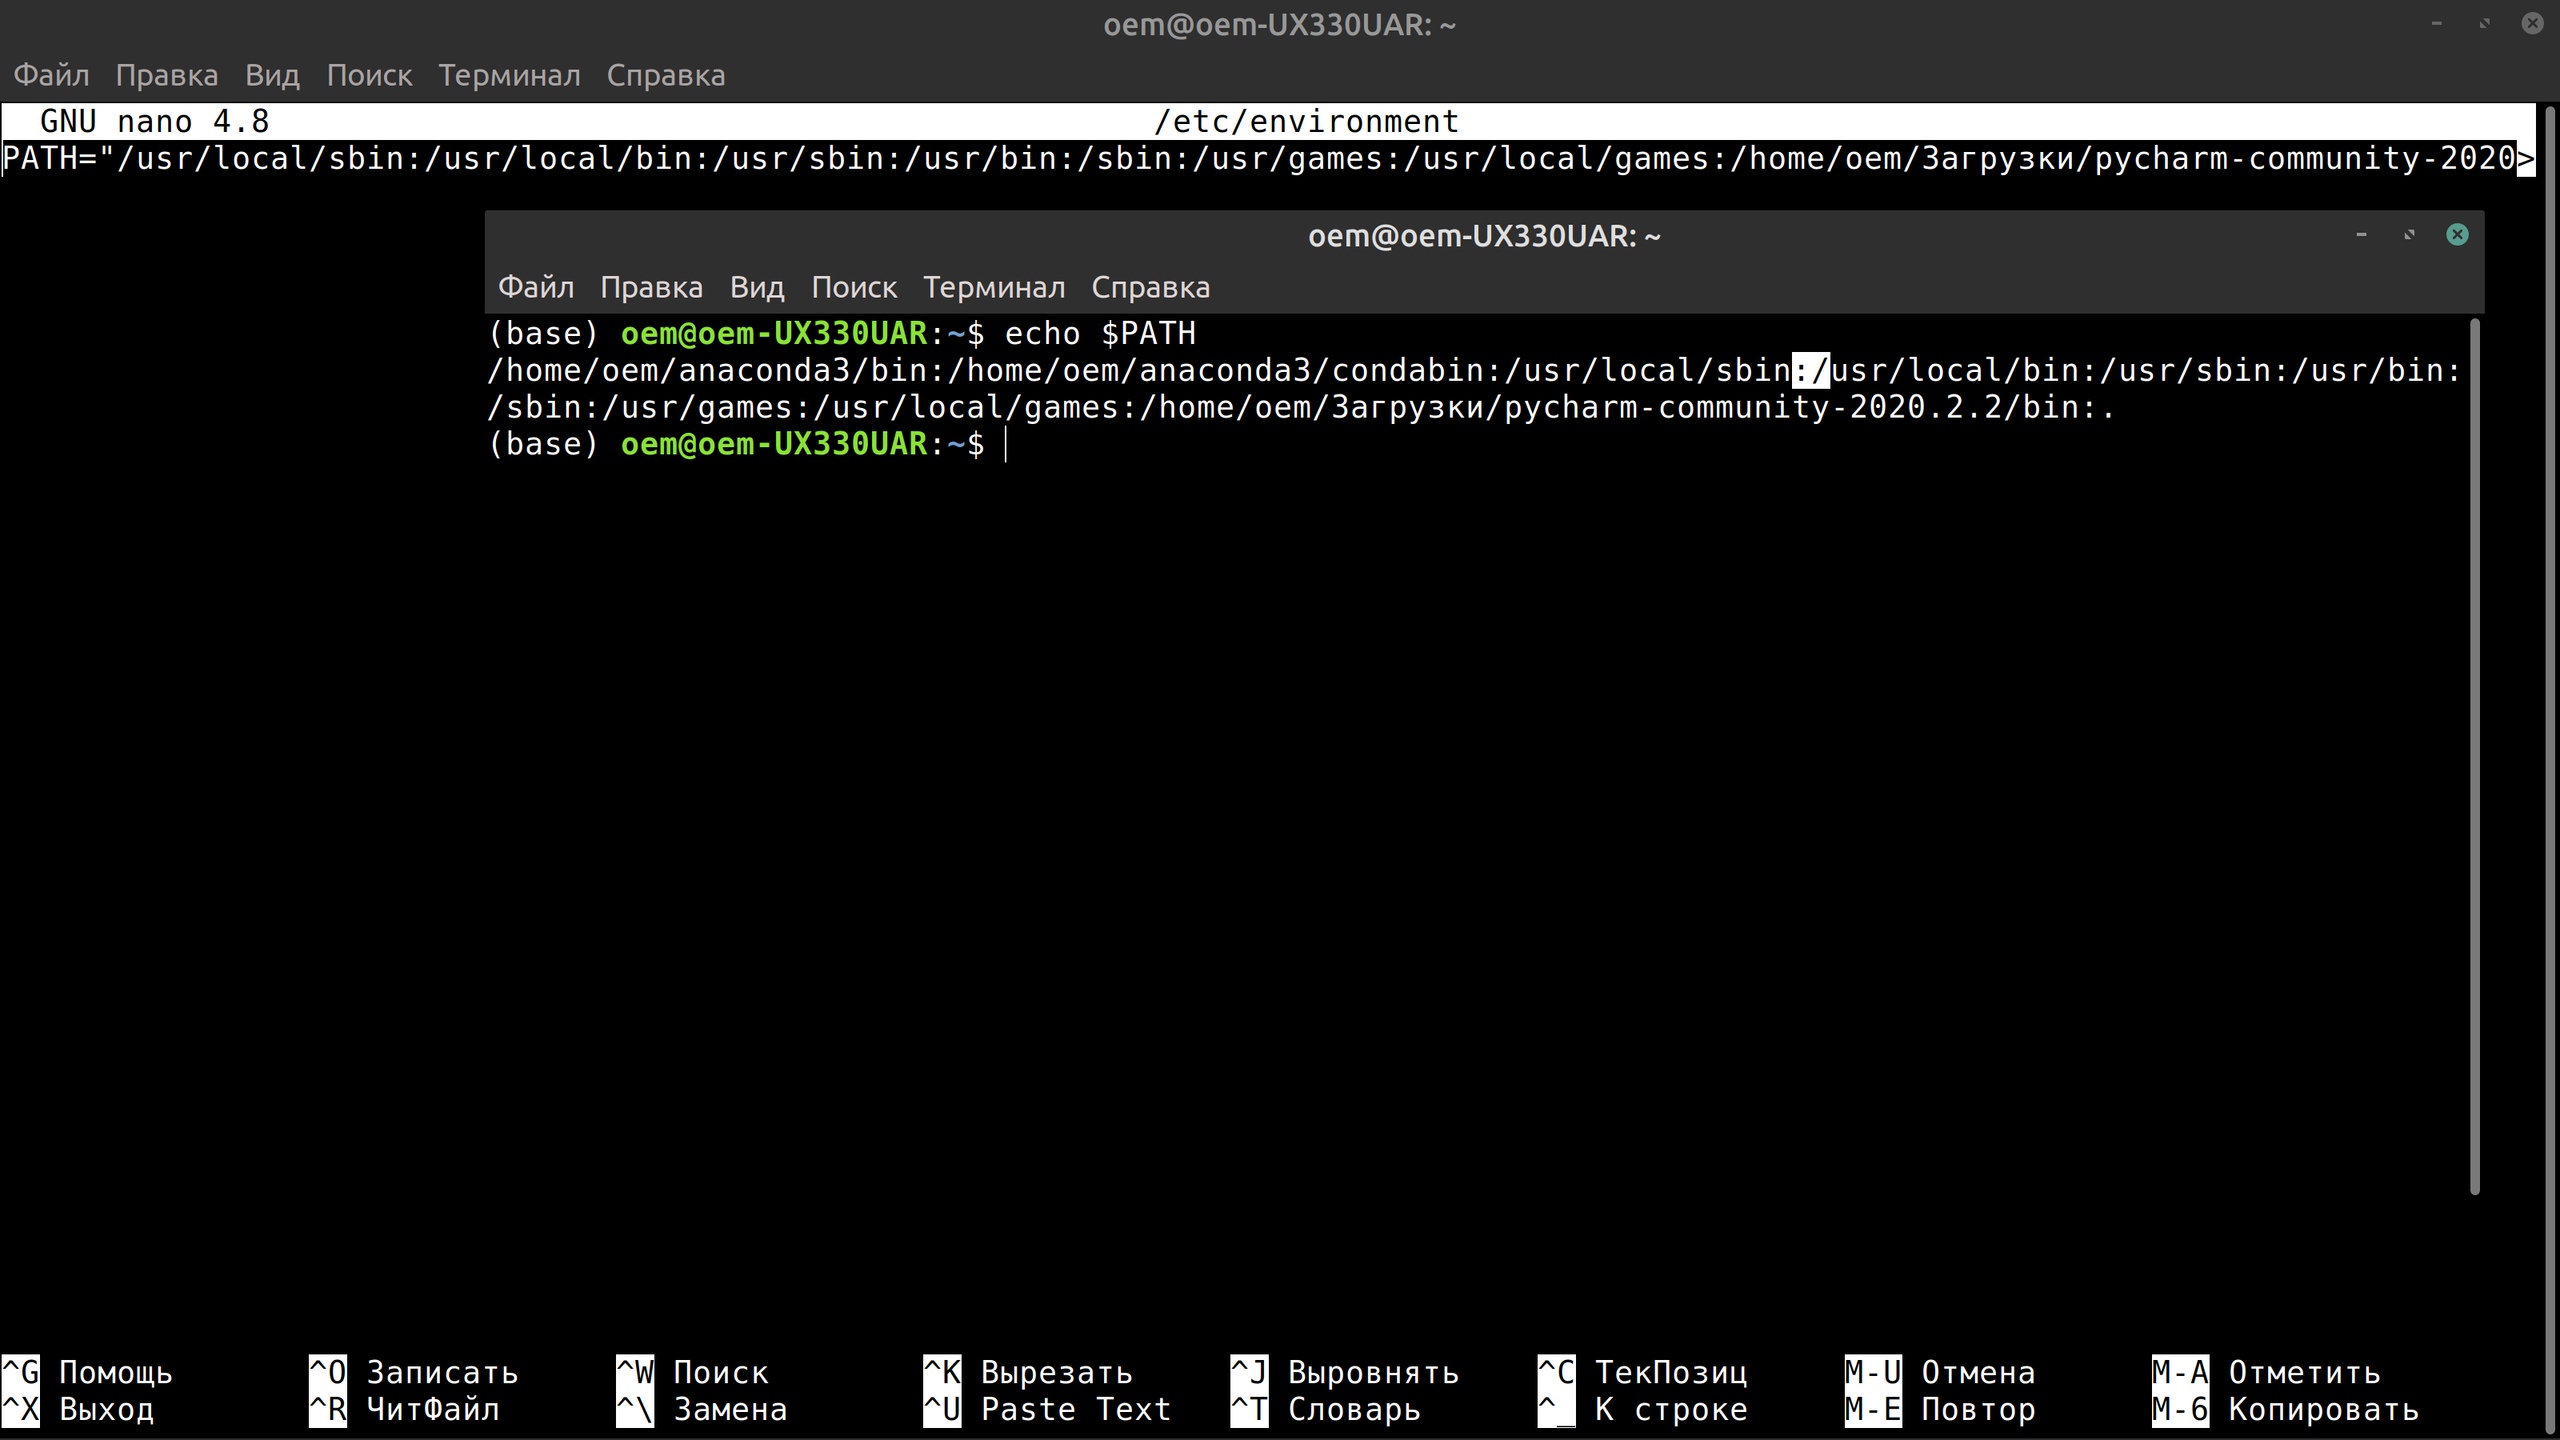 oem@oem-UX330UAR: ~
Файл Правка Вид Поиск Терминал Справка
GNU nano 4.8 /etc/environment
PATH="/usr/local/sbin:/usr/local/bin:/usr/sbin:/usr/bin:/sbin:/usr/games:/usr/local/games:/home/oem/Загрузки/pycharm-community-2020>
oem@oem-UX330UAR: ~
Файл Правка Вид Поиск Терминал Справка
(base) oem@oem-UX330UAR:~$ echo $PATH
/home/oem/anaconda3/bin:/home/oem/anaconda3/condabin:/usr/local/sbin:/usr/local/bin:/usr/sbin:/usr/bin:
/sbin:/usr/games:/usr/local/games:/home/oem/Загрузки/pycharm-community-2020.2.2/bin:.
(base) oem@oem-UX330UAR:~$
^G Помощь ^O Записать ^W Поиск ^K Вырезать ^J Выровнять ^C ТекПозиц M-U Отмена M-A Отметить
^X Выход ^R ЧитФайл ^\ Замена ^U Paste Text ^T Словарь ^_ К строке M-E Повтор M-6 Копировать